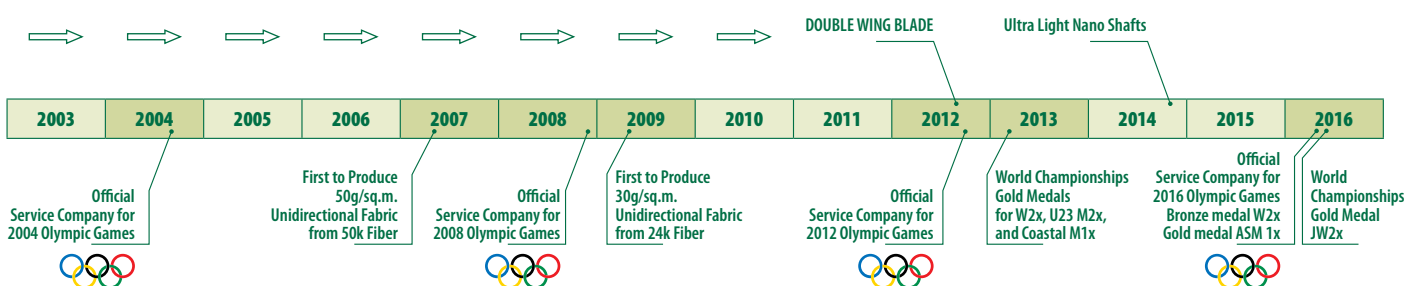 DOUBLE WING BLADE
Ultra Light Nano Shafts
2003
2004
2005
2006
2007
2008
2009
2010
2011
2012
2013
2014
2015
2016
Official
Service Company for
2004 Olympic Games
First to Produce
50g/sq.m.
Unidirectional Fabric
from 50k Fiber
Official
Service Company for
2008 Olympic Games
First to Produce
30g/sq.m.
Unidirectional Fabric
from 24k Fiber
Official
Service Company for
2012 Olympic Games
World Championships
Gold Medals
for W2x, U23 M2x,
and Coastal M1x
Official
Service Company for
2016 Olympic Games
Bronze medal W2x
Gold medal ASM 1x
World
Championships
Gold Medal
JW2x